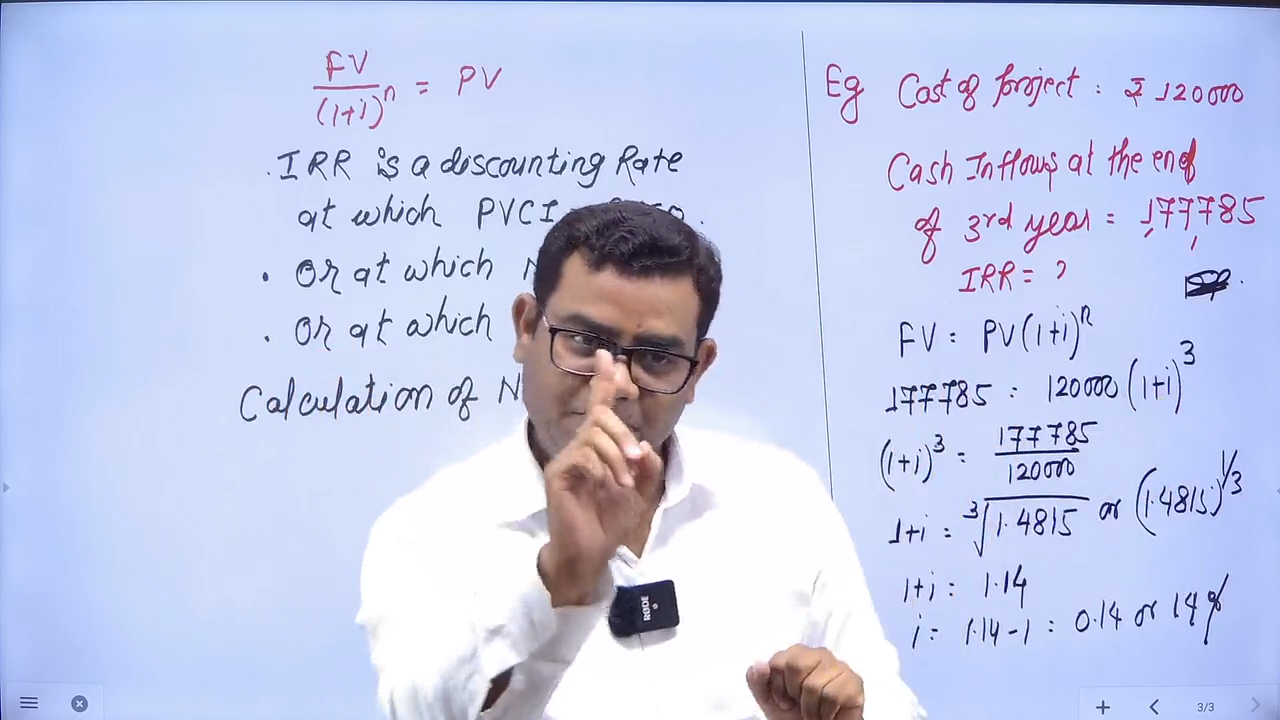 FV
(1+i)^n = PV
. IRR is a discounting Rate
at which PVCI
. Or at which
. Or at which
Calculation of
Eg Cost of project : ₹ 120000
Cash Inflows at the end
of 3rd year = 177785
IRR = ?
FV = PV(1+i)^n
177785 = 120000 (1+i)^3
(1+i)^3 = 177785
120000
1+i = ³√1.4815 or (1.4815)^1/3
1+i = 1.14
i = 1.14-1 = 0.14 or 14%
RØDE
3/3